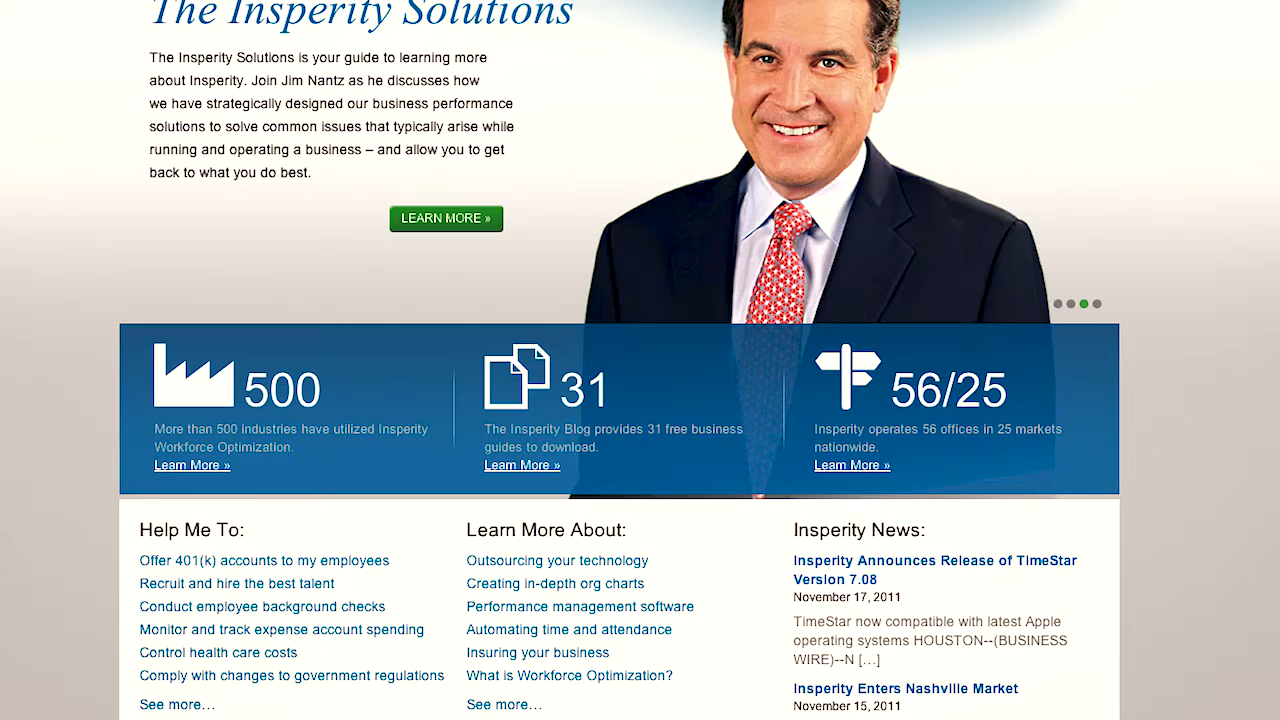 The Insperity Solutions
The Insperity Solutions is your guide to learning more
about Insperity. Join Jim Nantz as he discusses how
we have strategically designed our business performance
solutions to solve common issues that typically arise while
running and operating a business – and allow you to get
back to what you do best.
LEARN MORE »
500
More than 500 industries have utilized Insperity
Workforce Optimization.
Learn More »
31
The Insperity Blog provides 31 free business
guides to download.
Learn More »
56/25
Insperity operates 56 offices in 25 markets
nationwide.
Learn More »
Help Me To:
Offer 401(k) accounts to my employees
Recruit and hire the best talent
Conduct employee background checks
Monitor and track expense account spending
Control health care costs
Comply with changes to government regulations
See more…
Learn More About:
Outsourcing your technology
Creating in-depth org charts
Performance management software
Automating time and attendance
Insuring your business
What is Workforce Optimization?
See more…
Insperity News:
Insperity Announces Release of TimeStar
Version 7.08
November 17, 2011
TimeStar now compatible with latest Apple
operating systems HOUSTON--(BUSINESS
WIRE)--N […]
Insperity Enters Nashville Market
November 15, 2011